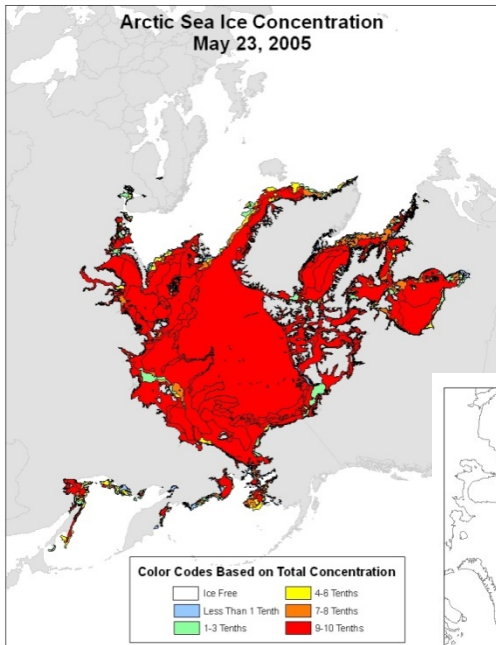 Arctic Sea Ice Concentration
May 23, 2005
Color Codes Based on Total Concentration
Ice Free
Less Than 1 Tenth
1-3 Tenths
4-6 Tenths
7-8 Tenths
9-10 Tenths